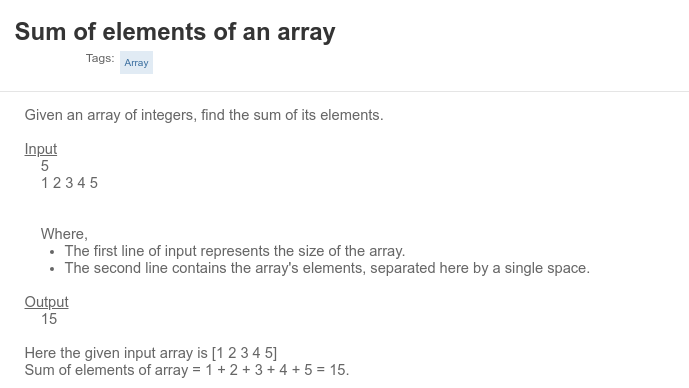 Sum of elements of an array
Tags: Array
Given an array of integers, find the sum of its elements.
Input
5
1 2 3 4 5
Where,
• The first line of input represents the size of the array.
• The second line contains the array's elements, separated here by a single space.
Output
15
Here the given input array is [1 2 3 4 5]
Sum of elements of array = 1 + 2 + 3 + 4 + 5 = 15.